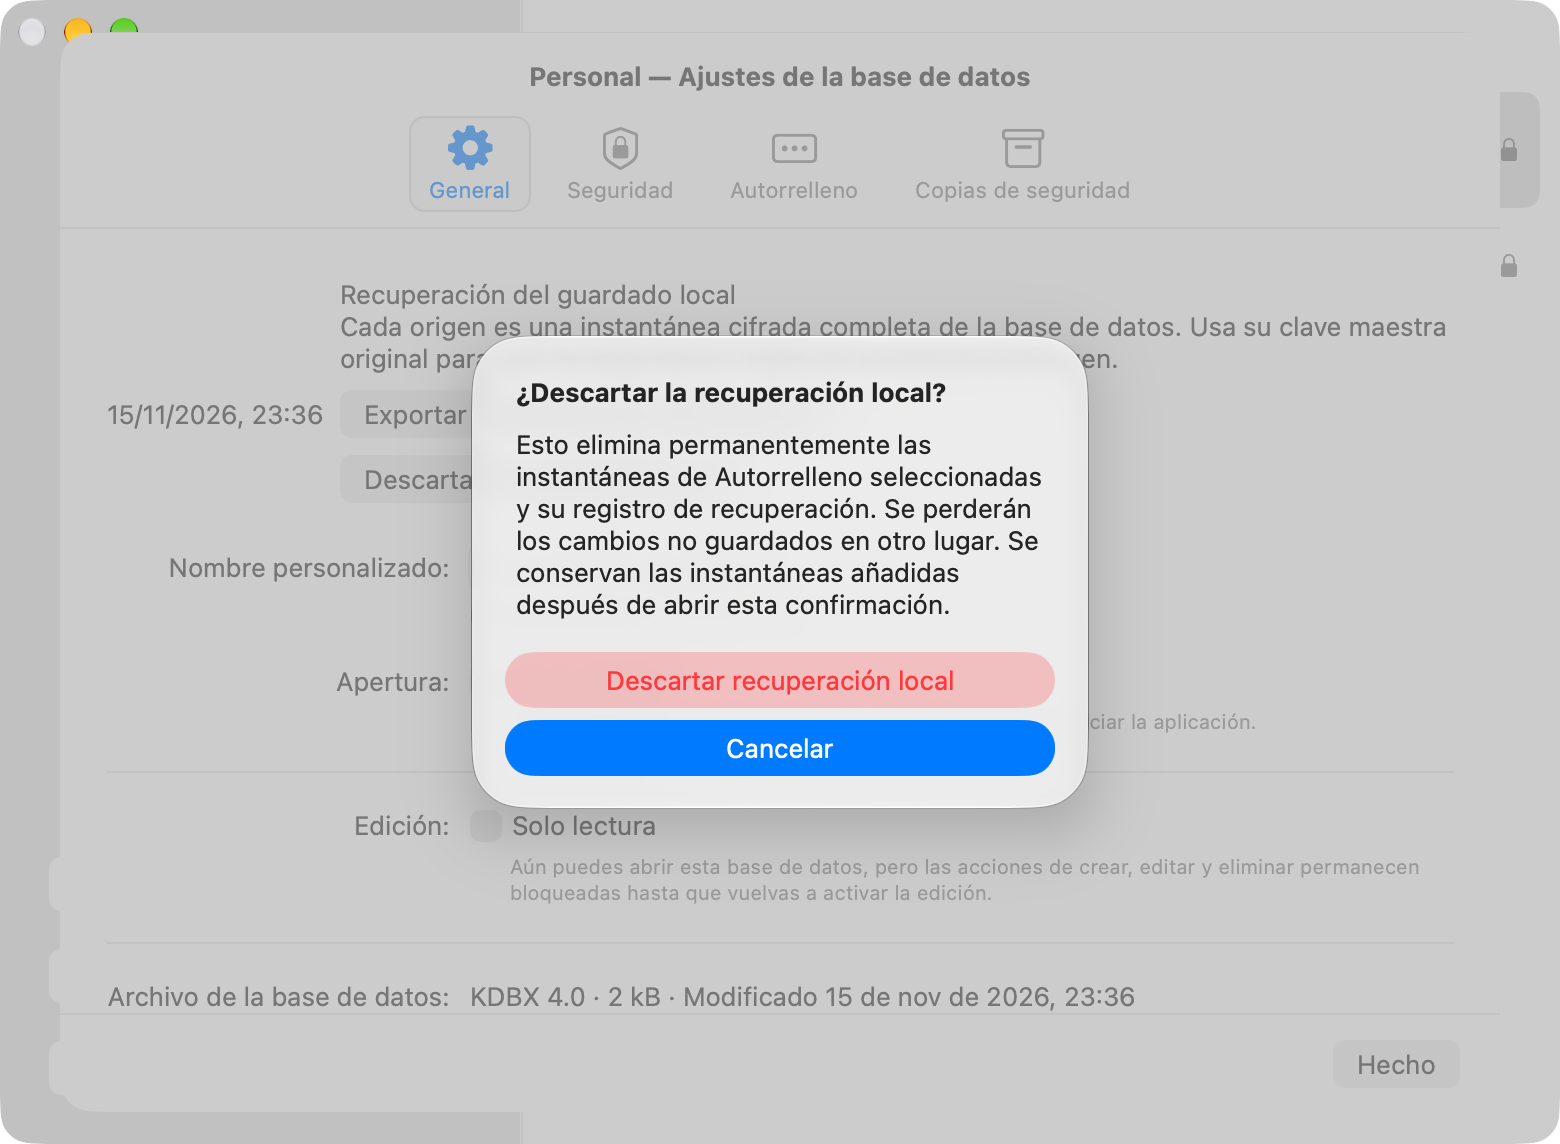 Personal — Ajustes de la base de datos
General
Seguridad
Autorrelleno
Copias de seguridad
Recuperación del guardado local
Cada origen es una instantánea cifrada completa de la base de datos. Usa su clave maestra
original
15/11/2026, 23:36
Exportar
¿Descartar la recuperación local?
Esto elimina permanentemente las
instantáneas de Autorrelleno seleccionadas
y su registro de recuperación. Se perderán
los cambios no guardados en otro lugar. Se
conservan las instantáneas añadidas
después de abrir esta confirmación.
Descartar recuperación local
Cancelar
Nombre personalizado:
Apertura:
la aplicación.
Edición:
Solo lectura
Aún puedes abrir esta base de datos, pero las acciones de crear, editar y eliminar permanecen
bloqueadas hasta que vuelvas a activar la edición.
Archivo de la base de datos: KDBX 4.0 · 2 kB · Modificado 15 de nov de 2026, 23:36
Hecho